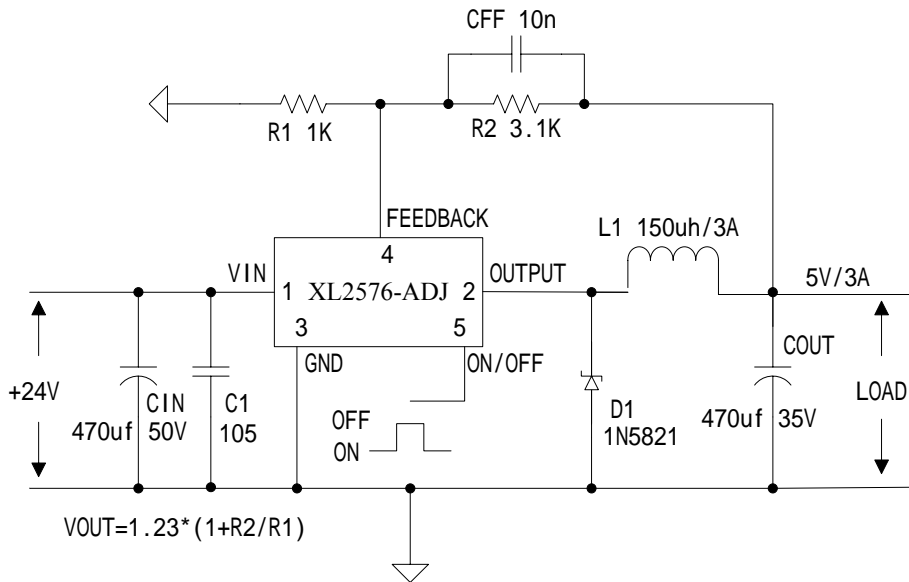 CFF 10n
R1 1K
R2 3.1K
FEEDBACK
L1 150uh/3A
4
VIN
OUTPUT
5V/3A
1 XL2576-ADJ 2
3
5
GND
ON/OFF
COUT
+24V
CIN
C1
D1
LOAD
470uf 50V
105
OFF
1N5821
470uf 35V
ON
VOUT=1.23*(1+R2/R1)